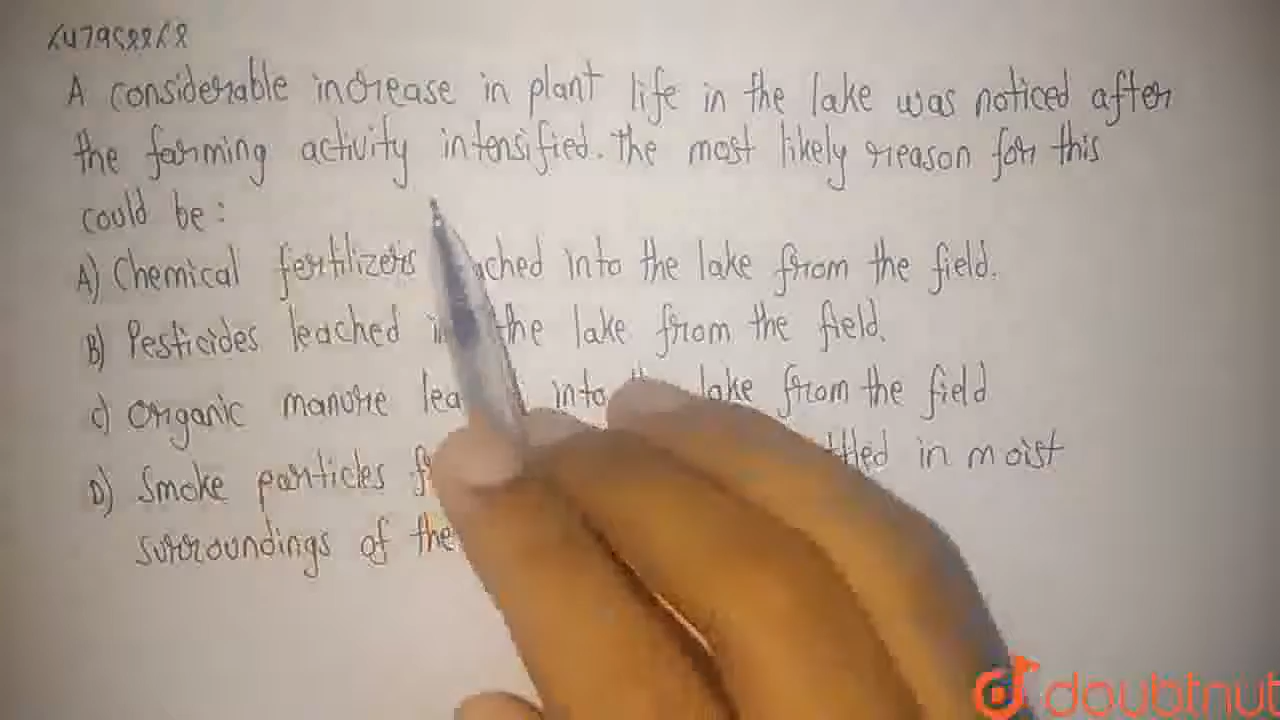 A considerable increase in plant life in the lake was noticed after
the farming activity intensified. The most likely reason for this
could be:
A) Chemical fertilizers leached into the lake from the field.
B) Pesticides leached in the lake from the field.
C) Organic manure into lake from the field
D) Smoke particles in moist
surroundings of the
doubtnut